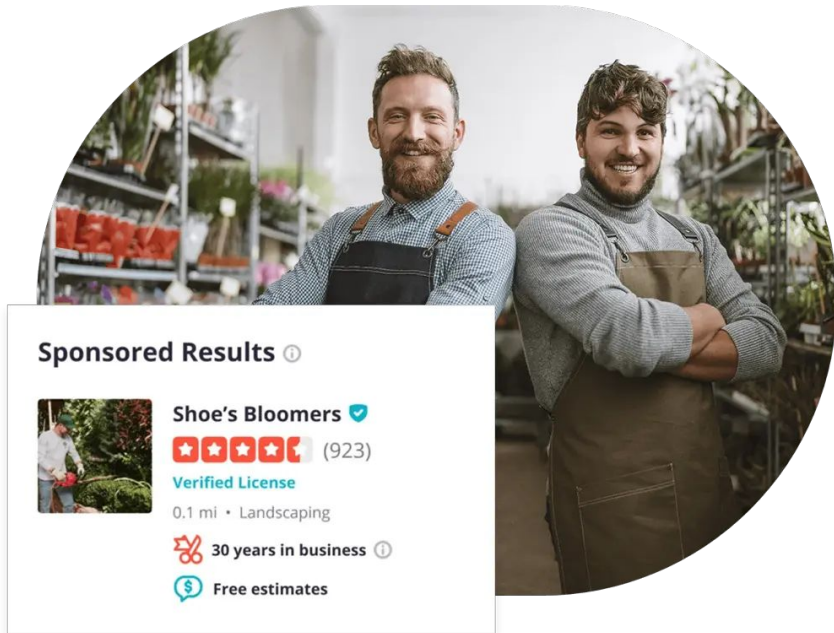 Sponsored Results
Shoe's Bloomers
(923)
Verified License
0.1 mi • Landscaping
30 years in business
Free estimates